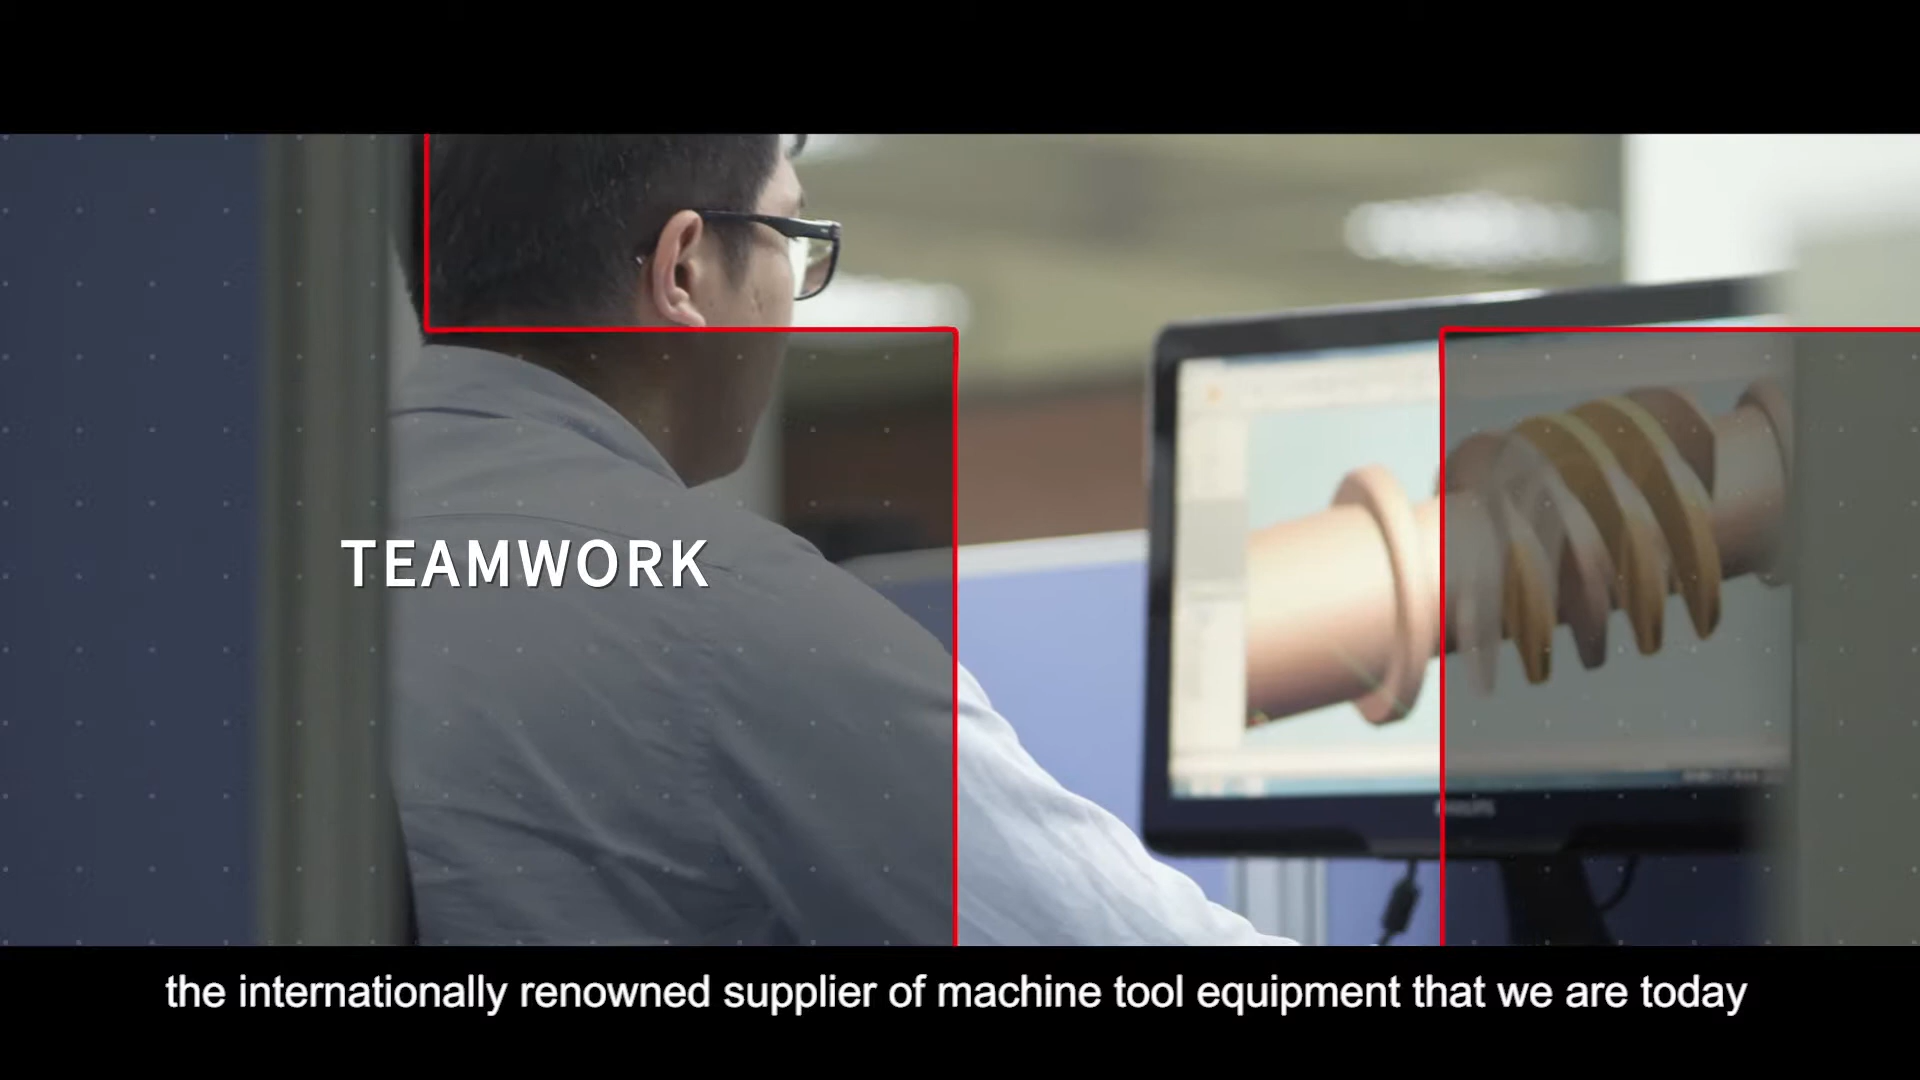 TEAMWORK
the internationally renowned supplier of machine tool equipment that we are today